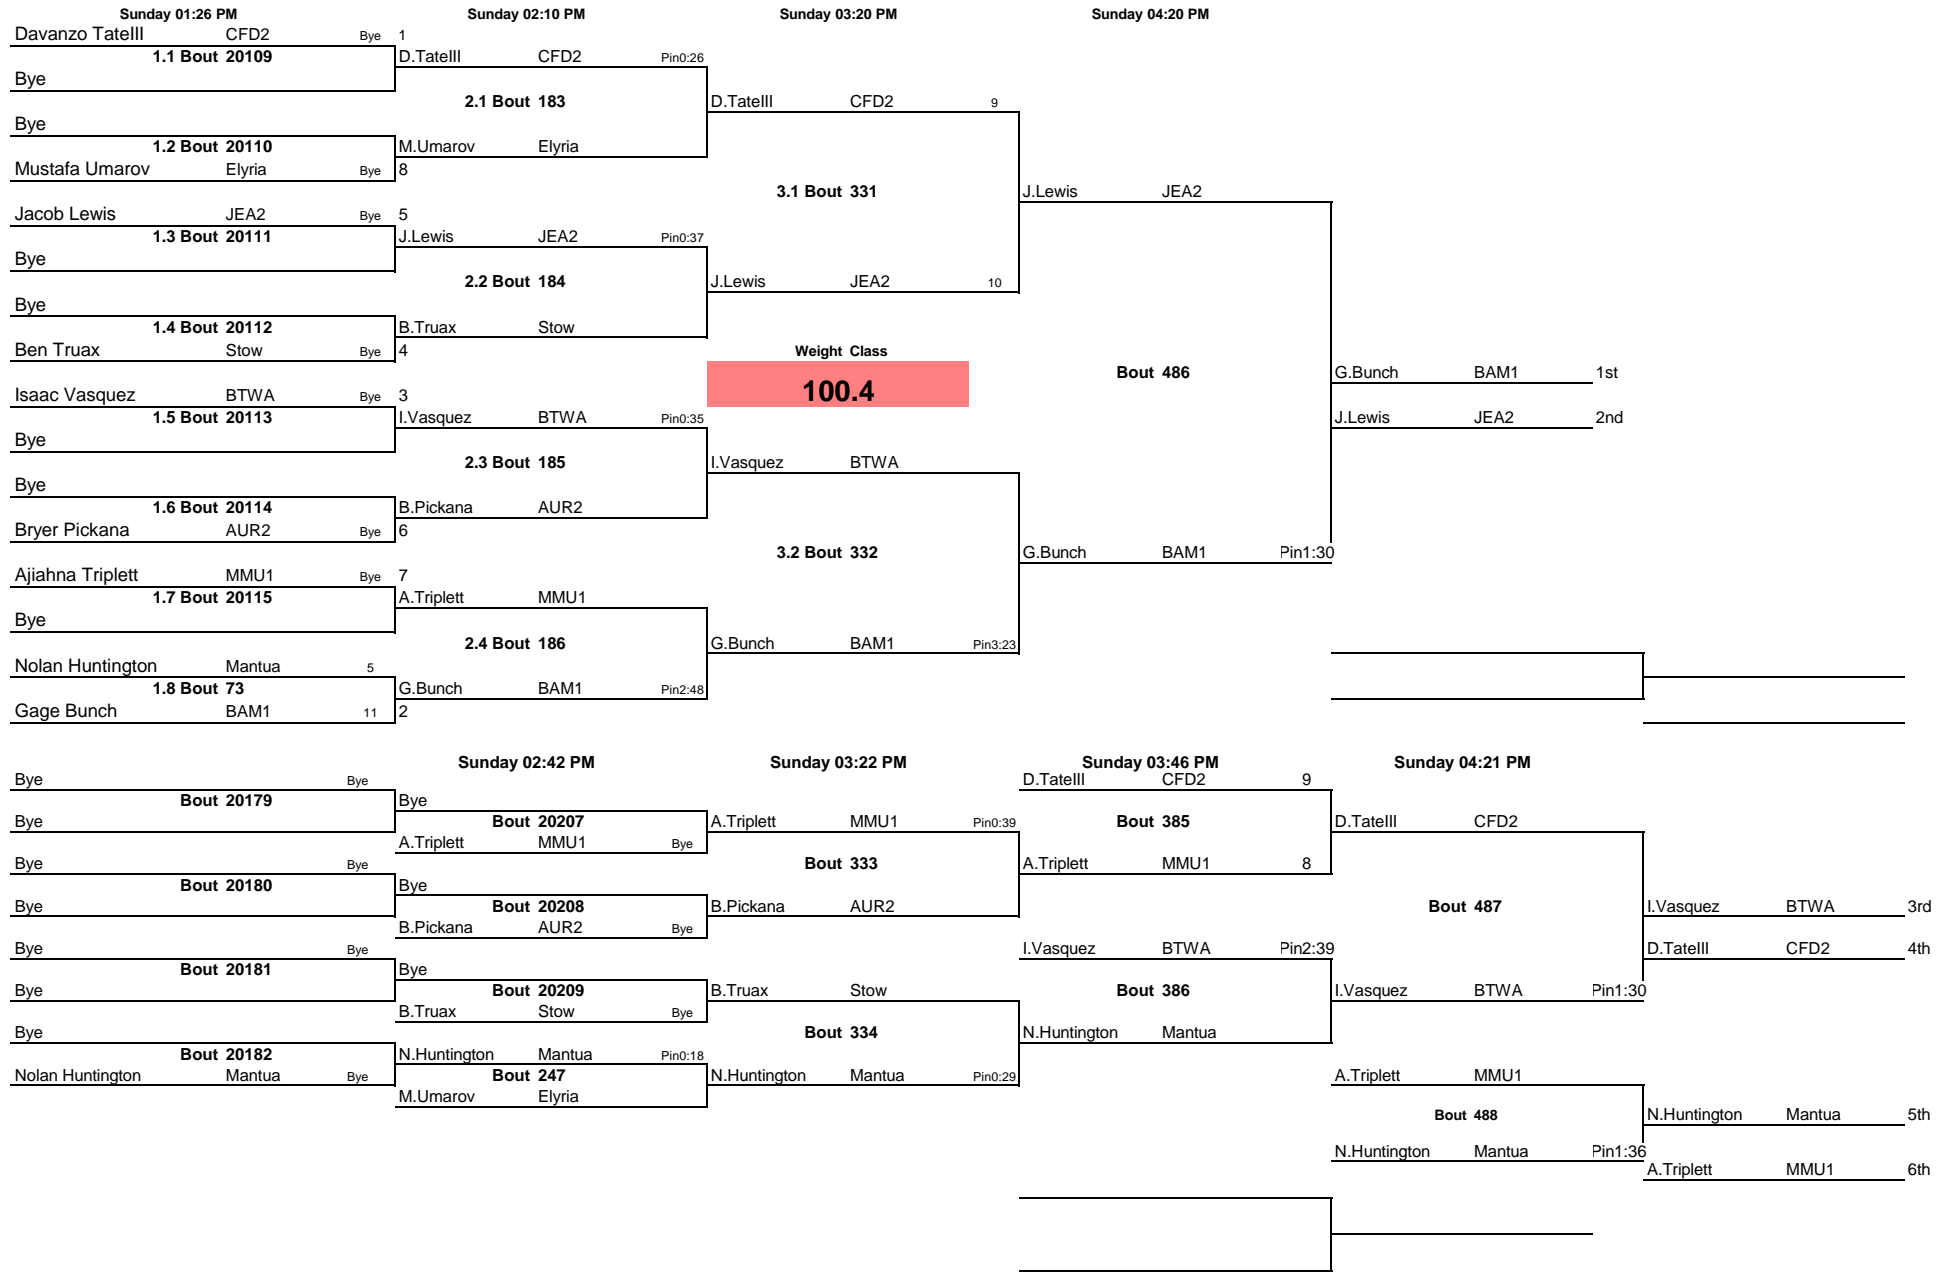 Sunday 01:26 PM Sunday 02:10 PM Sunday 03:20 PM Sunday 04:20 PM
Davanzo TateIII CFD2 Bye 1
1.1 Bout 20109 D.TateIII CFD2 Pin0:26
Bye
2.1 Bout 183 D.TateIII CFD2 9
Bye
1.2 Bout 20110 M.Umarov Elyria
Mustafa Umarov Elyria Bye 8
3.1 Bout 331 J.Lewis JEA2
Jacob Lewis JEA2 Bye 5
1.3 Bout 20111 J.Lewis JEA2 Pin0:37
Bye
2.2 Bout 184 J.Lewis JEA2 10
Bye
1.4 Bout 20112 B.Truax Stow
Ben Truax Stow Bye 4
Weight Class
Bout 486 G.Bunch BAM1 1st
100.4
Isaac Vasquez BTWA Bye 3
1.5 Bout 20113 I.Vasquez BTWA Pin0:35 J.Lewis JEA2 2nd
Bye
2.3 Bout 185 I.Vasquez BTWA
Bye
1.6 Bout 20114 B.Pickana AUR2
Bryer Pickana AUR2 Bye 6
3.2 Bout 332 G.Bunch BAM1 Pin1:30
Ajiahna Triplett MMU1 Bye 7
1.7 Bout 20115 A.Triplett MMU1
Bye
2.4 Bout 186 G.Bunch BAM1 Pin3:23
Nolan Huntington Mantua 5
1.8 Bout 73 G.Bunch BAM1 Pin2:48
Gage Bunch BAM1 11 2
Sunday 02:42 PM Sunday 03:22 PM Sunday 03:46 PM Sunday 04:21 PM
Bye Bye D.TateIII CFD2 9
Bout 20179 Bye
Bye Bout 20207 A.Triplett MMU1 Pin0:39 Bout 385 D.TateIII CFD2
A.Triplett MMU1 Bye
Bye Bye Bout 333 A.Triplett MMU1 8
Bout 20180 Bye
Bye Bout 20208 B.Pickana AUR2 Bout 487 I.Vasquez BTWA 3rd
B.Pickana AUR2 Bye
Bye Bye I.Vasquez BTWA Pin2:39 D.TateIII CFD2 4th
Bout 20181 Bye
Bye Bout 20209 B.Truax Stow Bout 386 I.Vasquez BTWA Pin1:30
B.Truax Stow Bye
Bye Bout 334 N.Huntington Mantua
Bout 20182 N.Huntington Mantua Pin0:18
Nolan Huntington Mantua Bye Bout 247 N.Huntington Mantua Pin0:29 A.Triplett MMU1
M.Umarov Elyria
Bout 488 N.Huntington Mantua 5th
N.Huntington Mantua Pin1:36
A.Triplett MMU1 6th